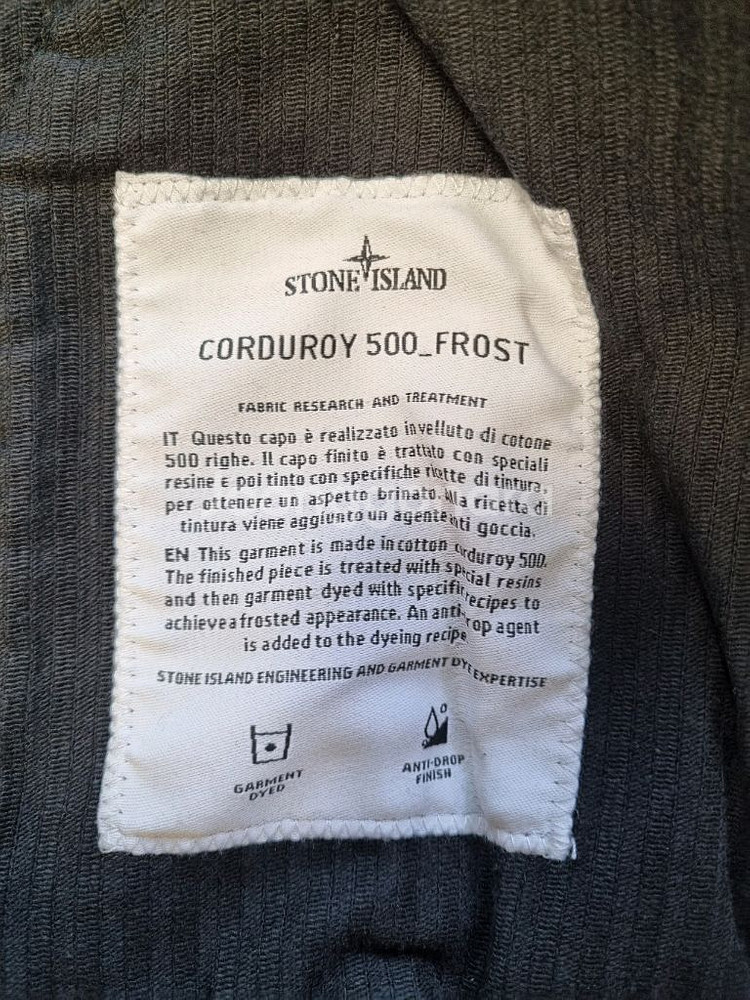 STONE ISLAND
CORDUROY 500_FROST
FABRIC RESEARCH AND TREATMENT
IT Questo capo è realizzato in velluto di cotone
500 righe. Il capo finito è trattato con speciali
resine e poi tinto con specifiche ricette di tintura,
per ottenere un aspetto brinato. Alla ricetta di
tintura viene aggiunto un agente anti goccia.
EN This garment is made in cotton corduroy 500.
The finished piece is treated with special resins
and then garment dyed with specific recipes to
achieve a frosted appearance. An anti-drop agent
is added to the dyeing recipe
STONE ISLAND ENGINEERING AND GARMENT DYE EXPERTISE
GARMENT
DYED
ANTI-DROP
FINISH